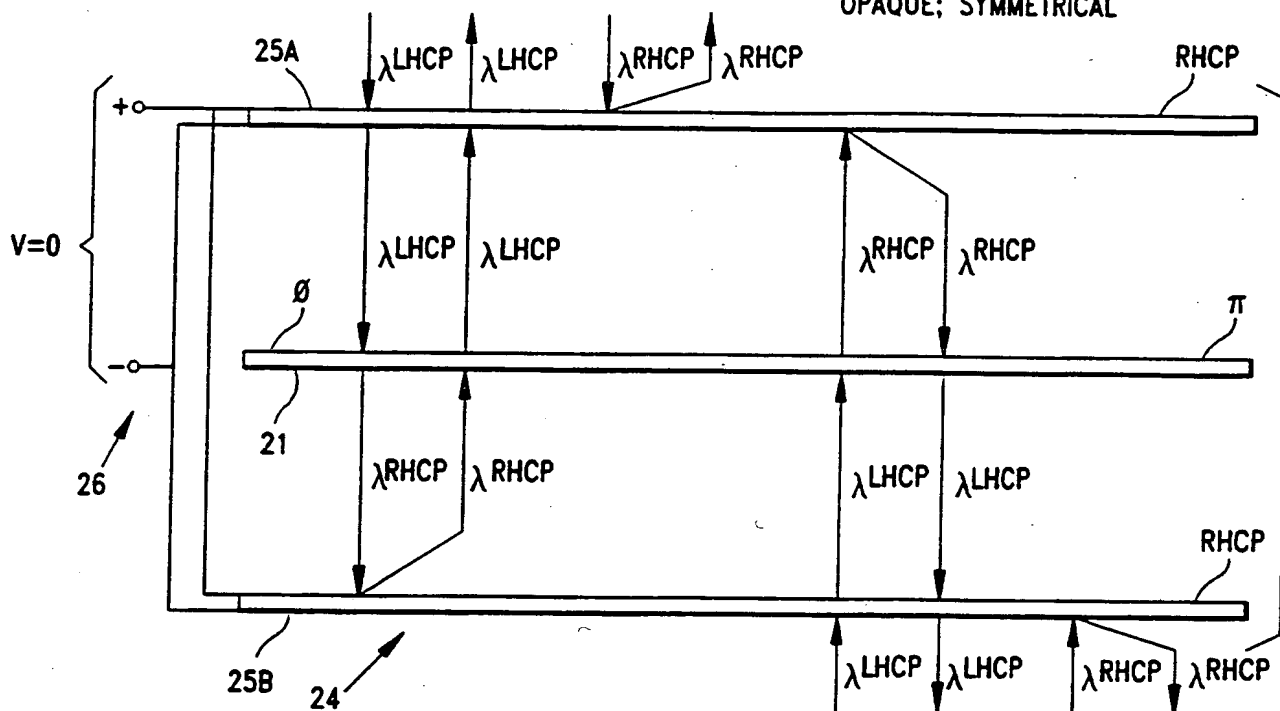 OPAQUE; SYMMETRICAL
25A
λLHCP
λLHCP
λRHCP
λRHCP
RHCP
+
V=0
λLHCP
λLHCP
λRHCP
λRHCP
Ø
π
-
21
26
λRHCP
λRHCP
λLHCP
λLHCP
RHCP
25B
24
λLHCP
λLHCP
λRHCP
λRHCP